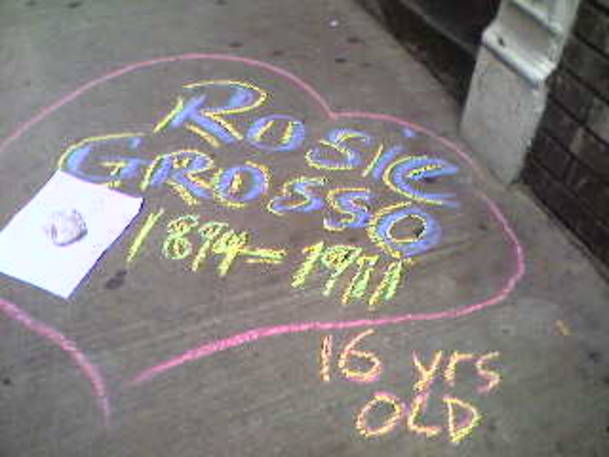 ROSIE
GROSSO
1894-1911
16 yrs
OLD